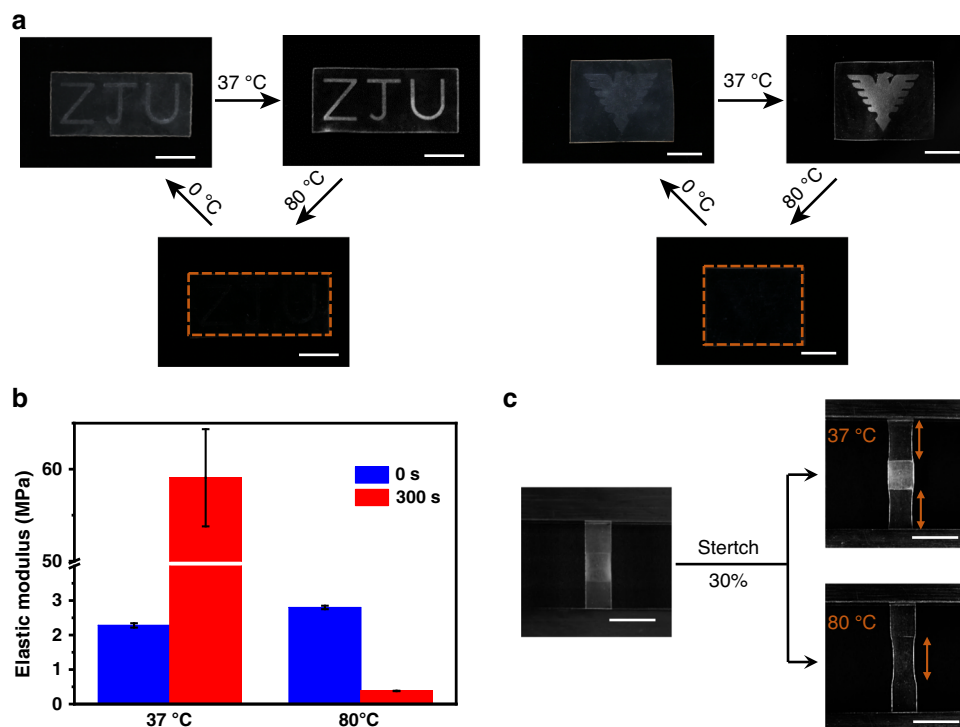 a
37 °C
ZJU
ZJU
0 °C
80 °C
ZJU
37 °C
0 °C
80 °C
b
Elastic modulus (MPa)
60
50
3
2
1
0
0 s
300 s
37 °C
80°C
c
Stertch
30%
37 °C
80 °C